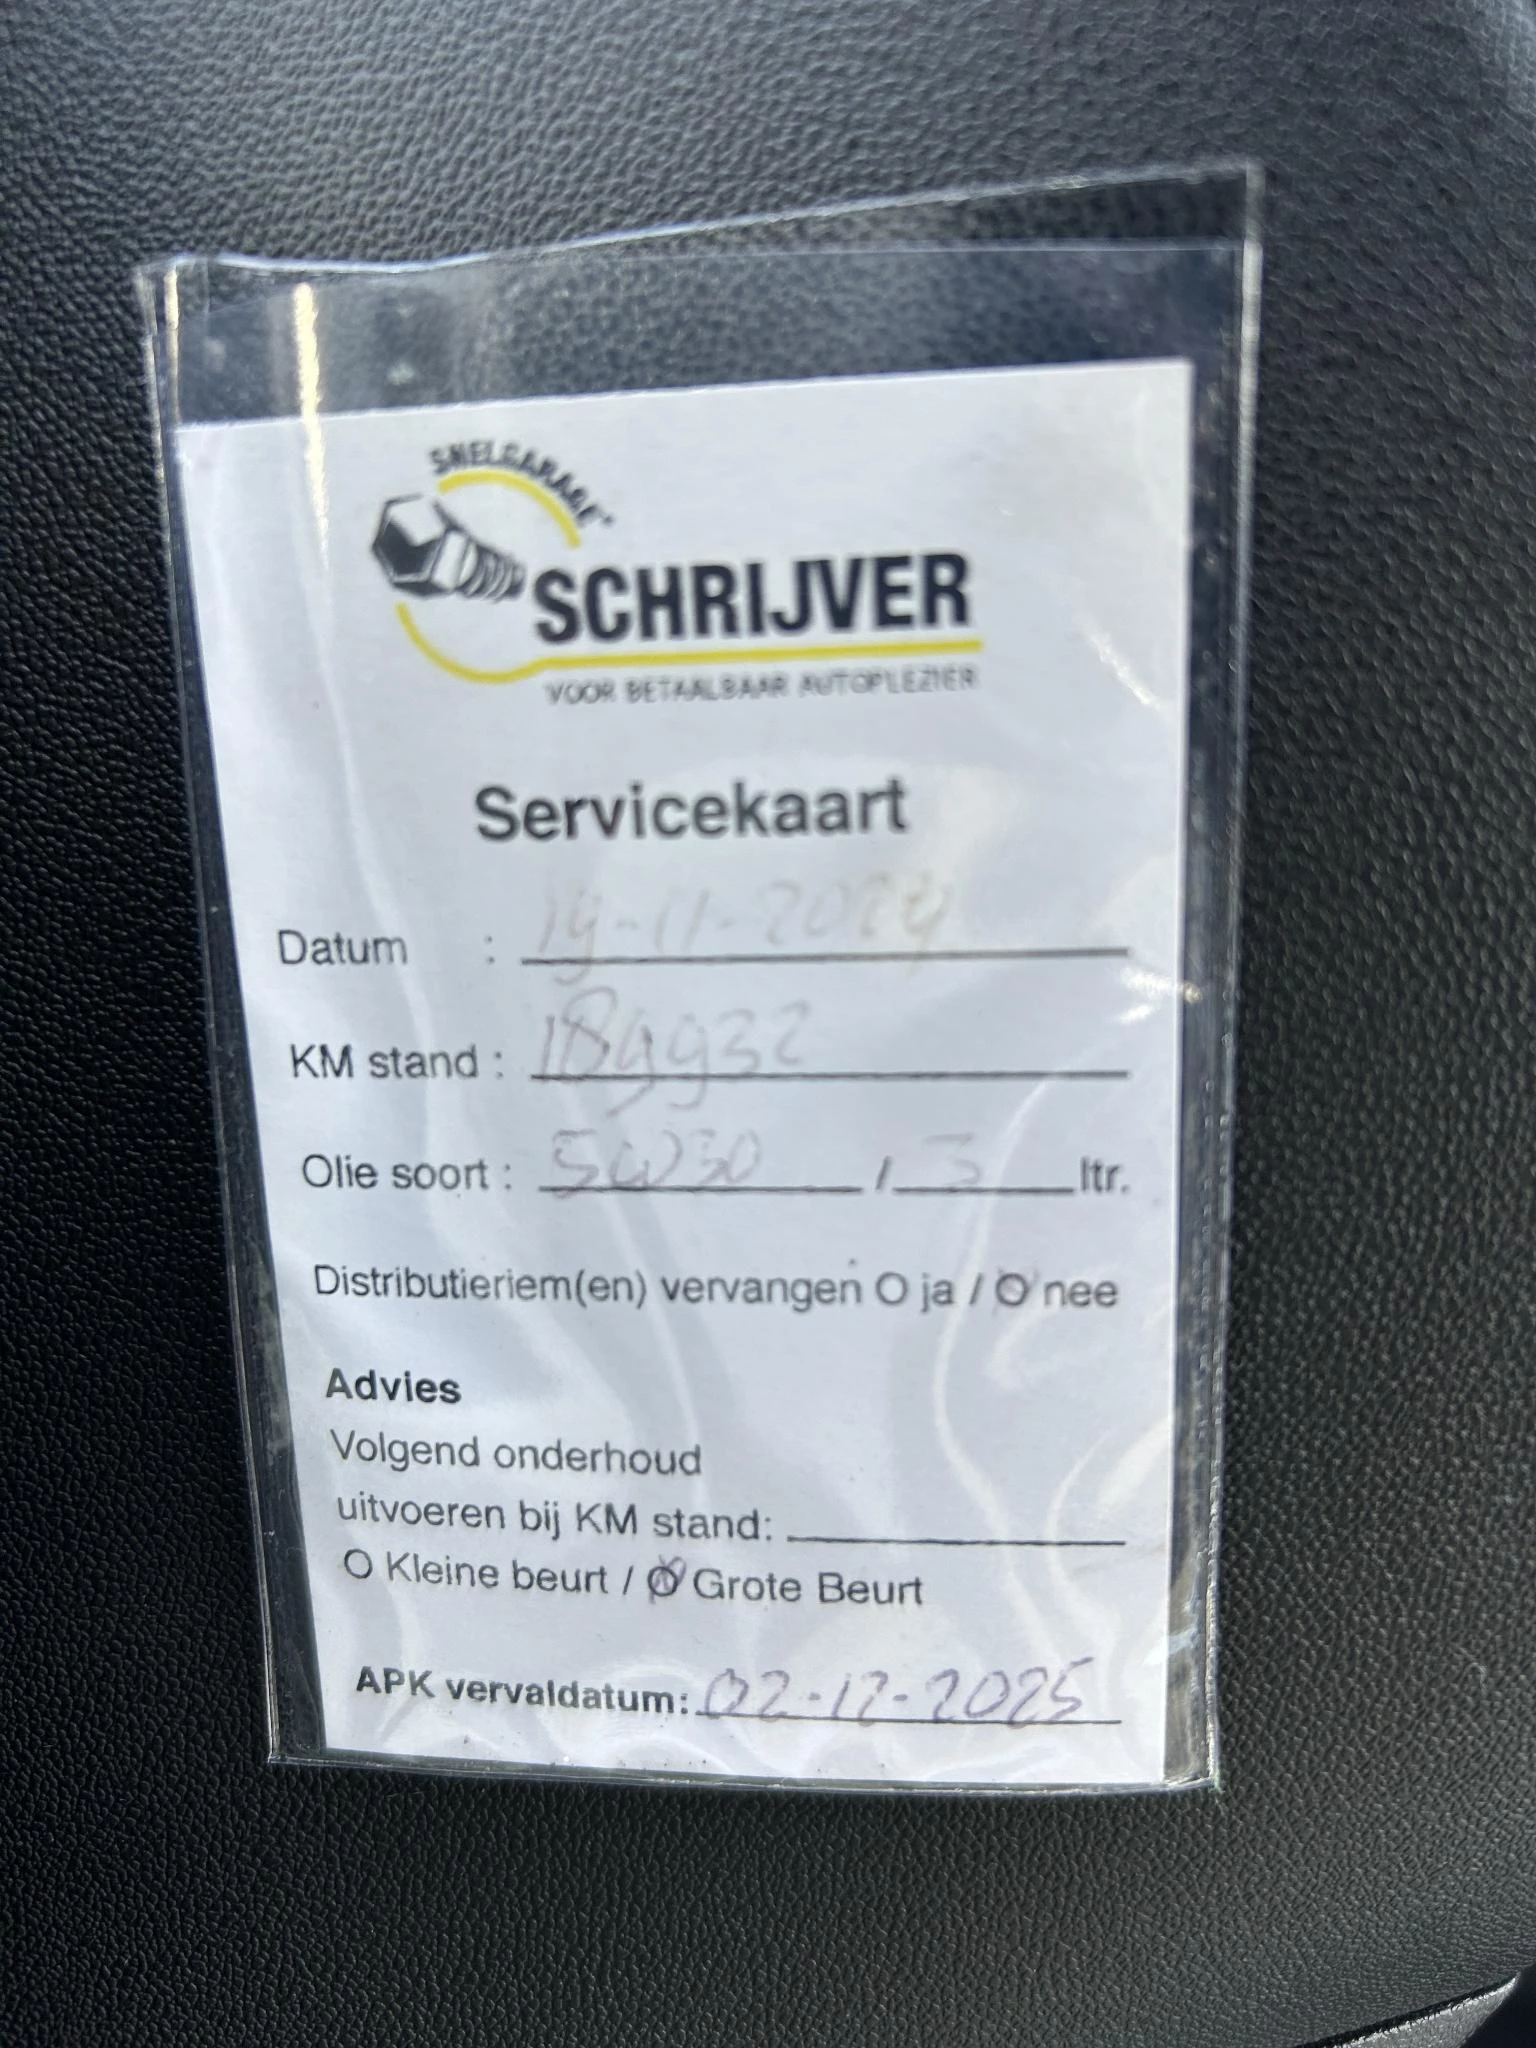 SNELGARAGE
SCHRIJVER
VOOR BETAALBAAR AUTOPLEZIER
Servicekaart
Datum : 19-11-2024
KM stand : 189932
Olie soort : 5W30 / 3 ltr.
Distributieriem(en) vervangen O ja / O nee
Advies
Volgend onderhoud
uitvoeren bij KM stand:
O Kleine beurt / O Grote Beurt
APK vervaldatum: 02-12-2025